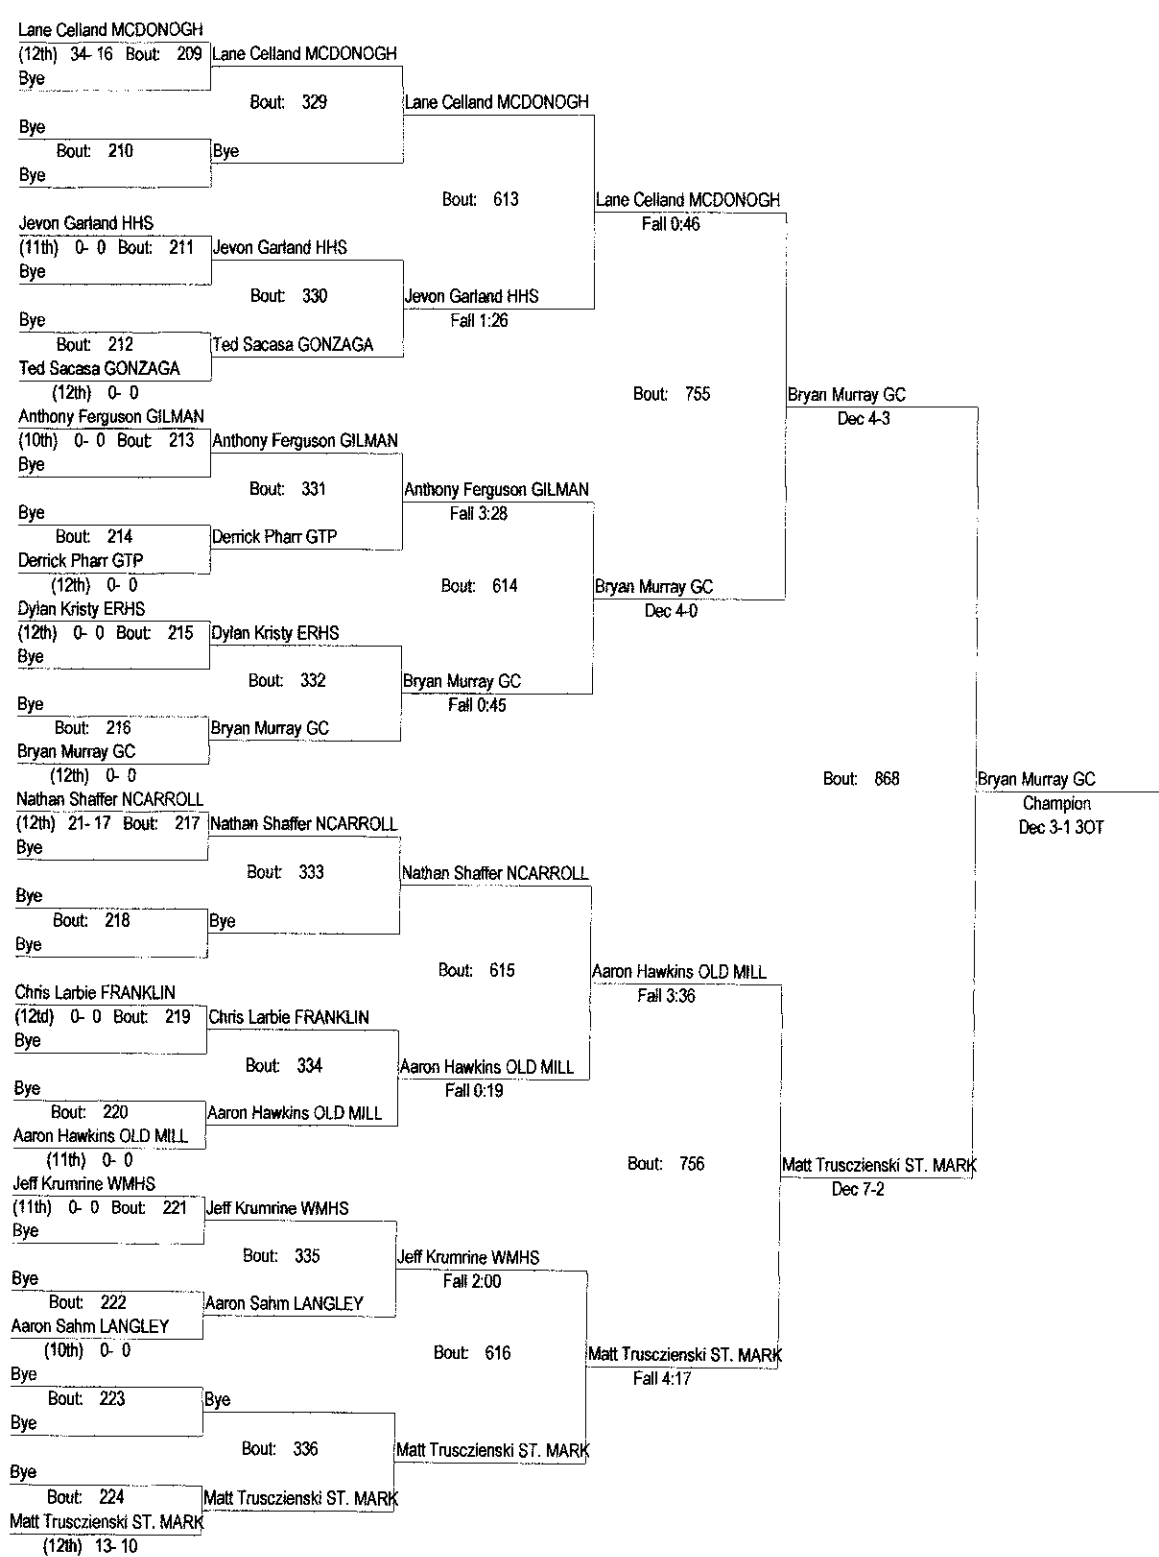 Lane Celland MCDONOGH
(12th) 34- 16 Bout: 209
Lane Celland MCDONOGH
Bye
Bout: 329
Lane Celland MCDONOGH
Bye
Bout: 210
Bye
Bye
Bout: 613
Lane Celland MCDONOGH
Fall 0:46
Jevon Garland HHS
(11th) 0- 0 Bout: 211
Jevon Garland HHS
Bye
Bout: 330
Jevon Garland HHS
Fall 1:26
Bye
Bout: 212
Ted Sacasa GONZAGA
Ted Sacasa GONZAGA
(12th) 0- 0
Bout: 755
Bryan Murray GC
Dec 4-3
Anthony Ferguson GILMAN
(10th) 0- 0 Bout: 213
Anthony Ferguson GILMAN
Bye
Bout: 331
Anthony Ferguson GILMAN
Fall 3:28
Bye
Bout: 214
Derrick Pharr GTP
Derrick Pharr GTP
(12th) 0- 0
Bout: 614
Bryan Murray GC
Dec 4-0
Dylan Kristy ERHS
(12th) 0- 0 Bout: 215
Dylan Kristy ERHS
Bye
Bout: 332
Bryan Murray GC
Fall 0:45
Bye
Bout: 216
Bryan Murray GC
Bryan Murray GC
(12th) 0- 0
Bout: 868
Bryan Murray GC
Champion
Dec 3-1 3OT
Nathan Shaffer NCARROLL
(12th) 21- 17 Bout: 217
Nathan Shaffer NCARROLL
Bye
Bout: 333
Nathan Shaffer NCARROLL
Bye
Bout: 218
Bye
Bye
Bout: 615
Aaron Hawkins OLD MILL
Fall 3:36
Chris Larbie FRANKLIN
(12td) 0- 0 Bout: 219
Chris Larbie FRANKLIN
Bye
Bout: 334
Aaron Hawkins OLD MILL
Fall 0:19
Bye
Bout: 220
Aaron Hawkins OLD MILL
Aaron Hawkins OLD MILL
(11th) 0- 0
Bout: 756
Matt Trusczienski ST. MARK
Dec 7-2
Jeff Krumrine WMHS
(11th) 0- 0 Bout: 221
Jeff Krumrine WMHS
Bye
Bout: 335
Jeff Krumrine WMHS
Fall 2:00
Bye
Bout: 222
Aaron Sahm LANGLEY
Aaron Sahm LANGLEY
(10th) 0- 0
Bout: 616
Matt Trusczienski ST. MARK
Fall 4:17
Bye
Bout: 223
Bye
Bye
Bout: 336
Matt Trusczienski ST. MARK
Bye
Bout: 224
Matt Trusczienski ST. MARK
Matt Trusczienski ST. MARK
(12th) 13- 10